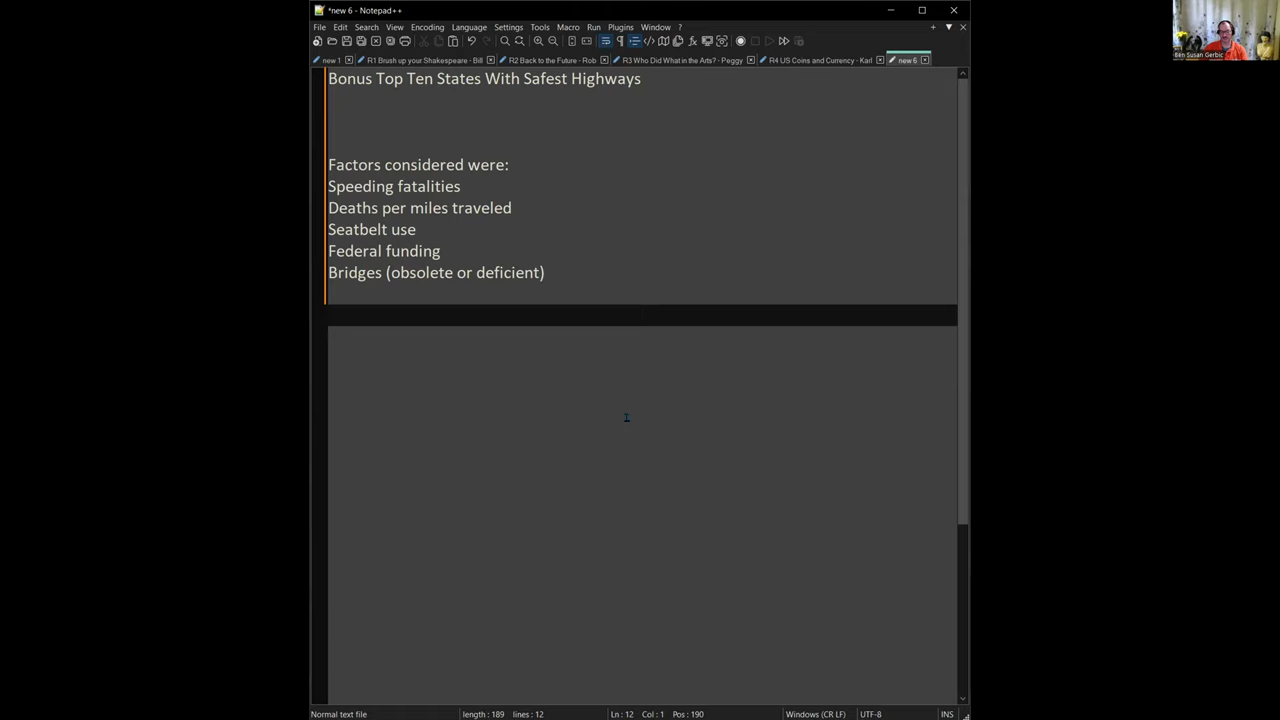 *new 6 - Notepad++
File Edit Search View Encoding Language Settings Tools Macro Run Plugins Window ?
new 1 R1 Brush up your Shakespeare - Bill R2 Back to the Future - Rob R3 Who Did What in the Arts? - Peggy R4 US Coins and Currency - Karl new 6
Bonus Top Ten States With Safest Highways
Factors considered were:
Speeding fatalities
Deaths per miles traveled
Seatbelt use
Federal funding
Bridges (obsolete or deficient)
Normal text file length : 189 lines : 12 Ln : 12 Col : 1 Pos : 190 Windows (CR LF) UTF-8 INS
Ben Susan Gerbic